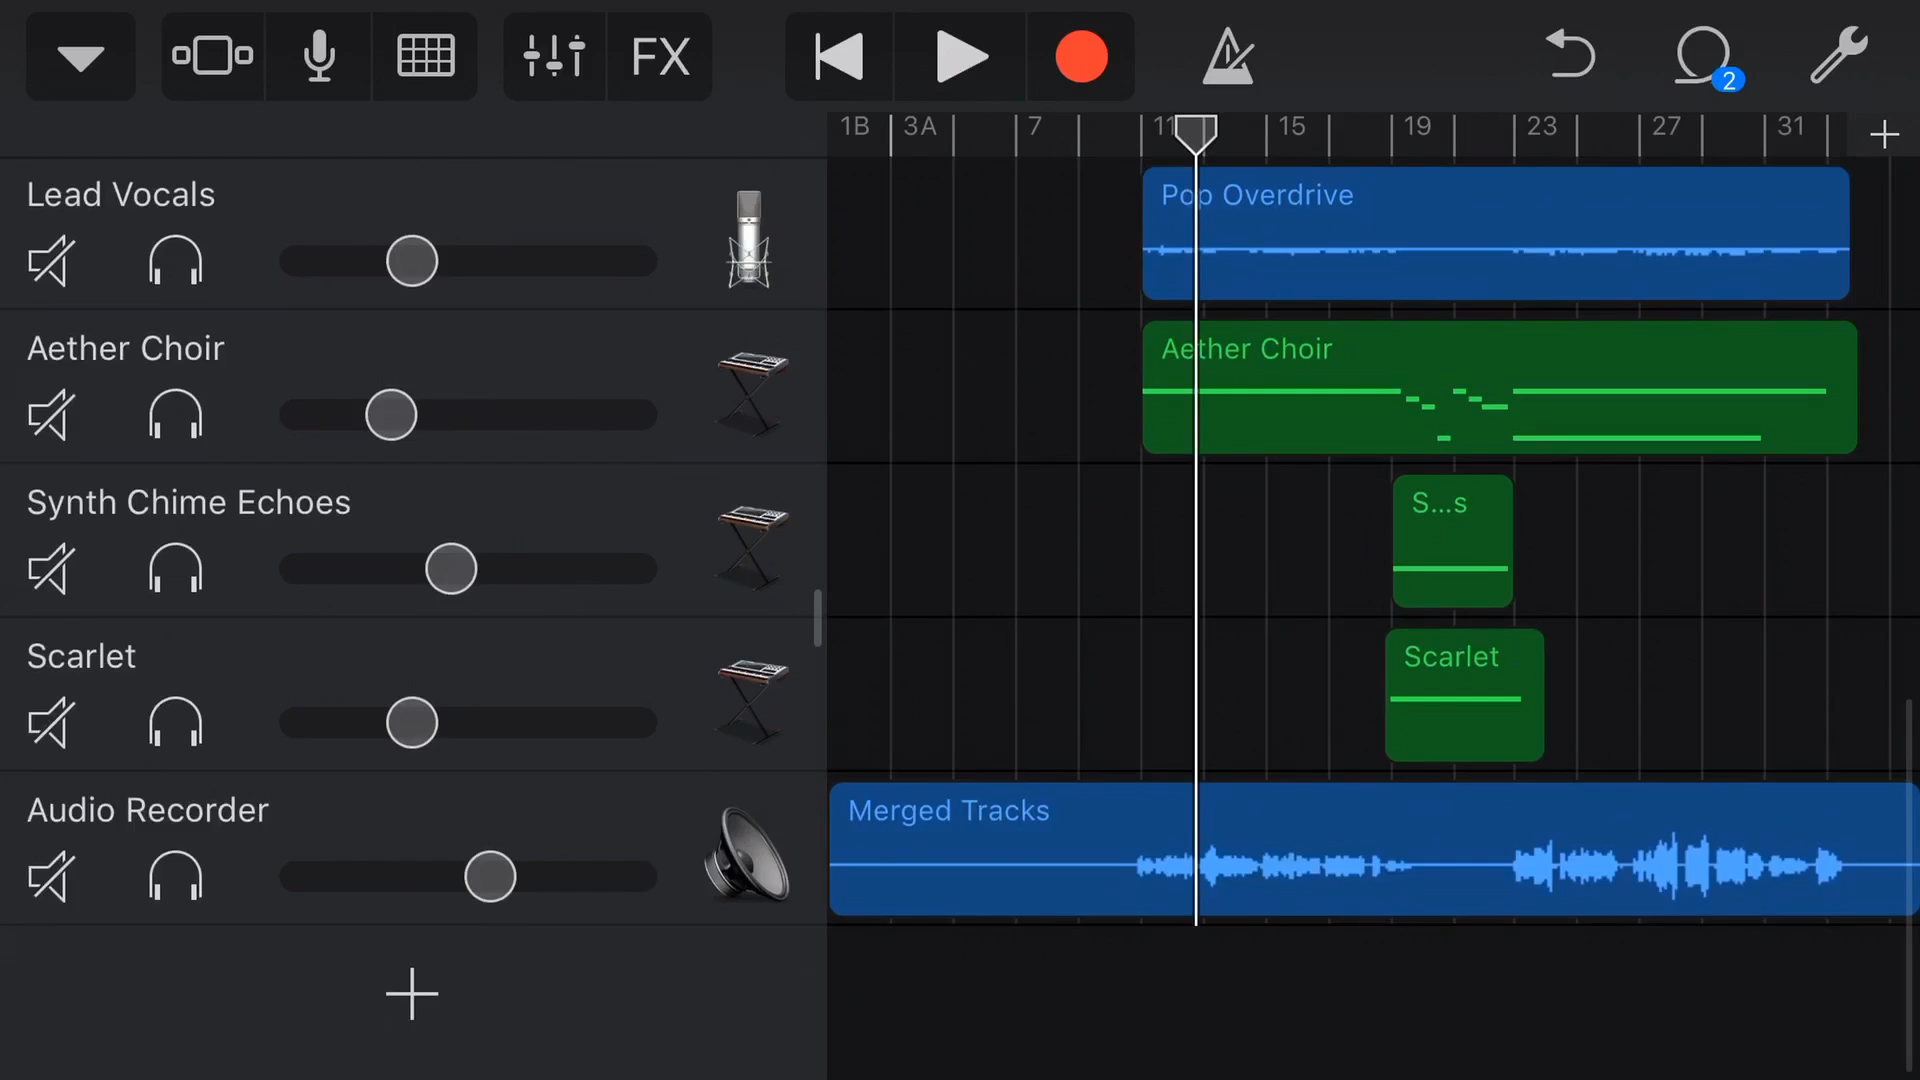 FX
2
1B 3A 7 11 15 19 23 27 31
Lead Vocals
Pop Overdrive
Aether Choir
Aether Choir
Synth Chime Echoes
S...s
Scarlet
Scarlet
Audio Recorder
Merged Tracks